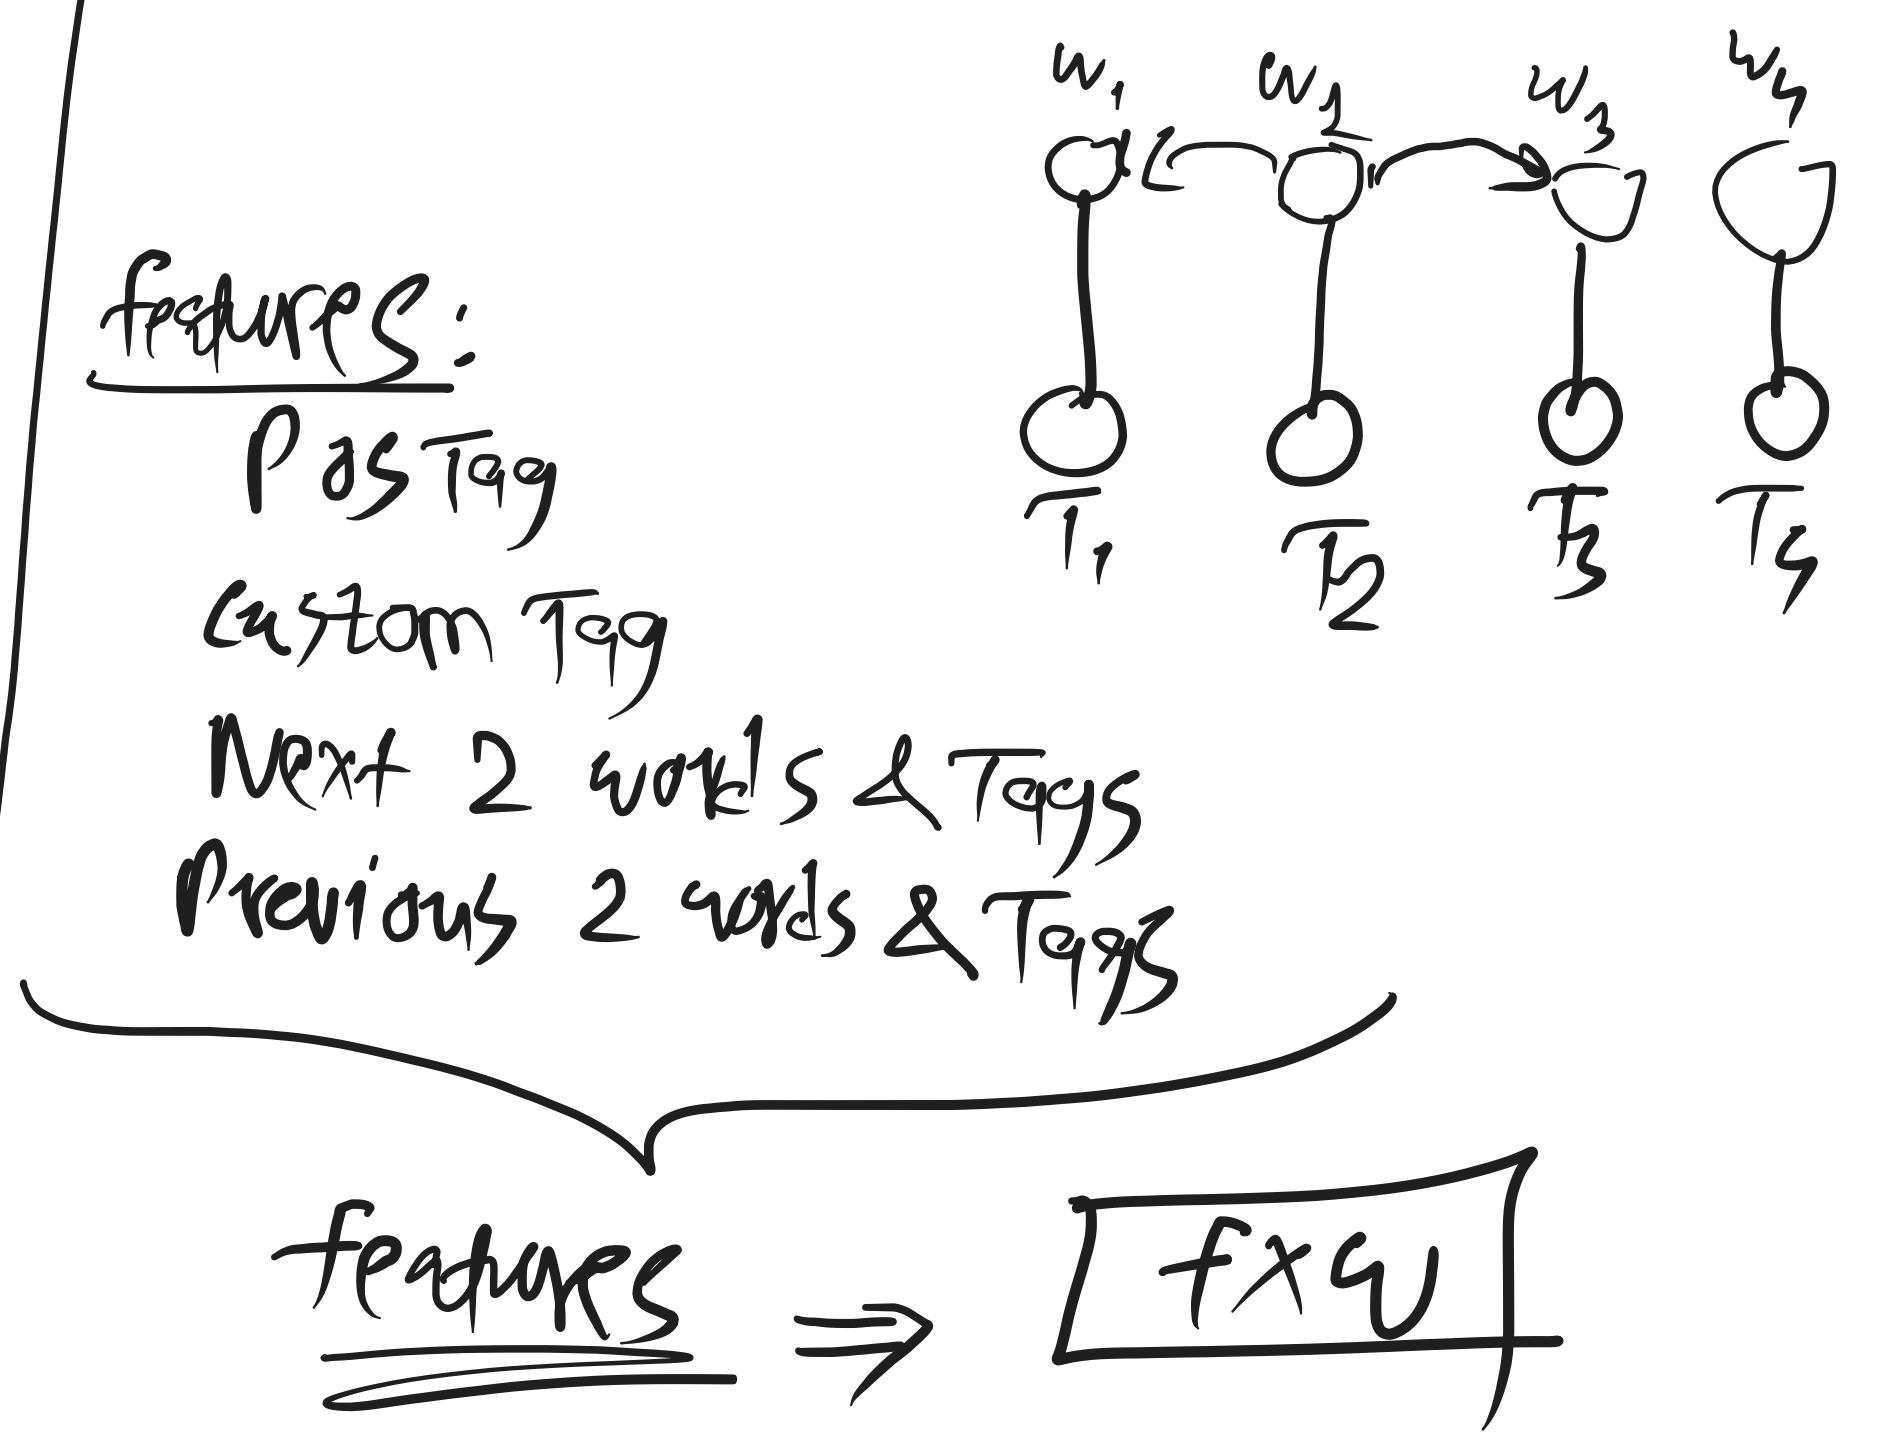 w1 w2 w3 w4
T1 T2 T3 T4
features:
Pos Tag
Custom Tag
Next 2 words & Tags
Previous 2 words & Tags
features ⇒ f x w